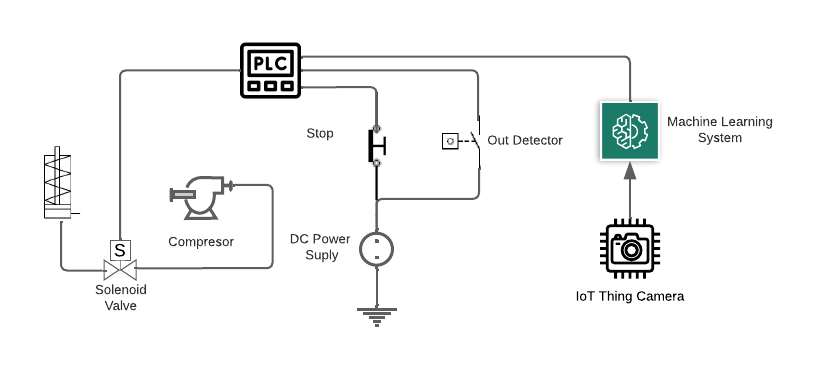 PLC
Stop
Out Detector
Machine Learning
System
Compresor
DC Power
Suply
S
Solenoid
Valve
IoT Thing Camera